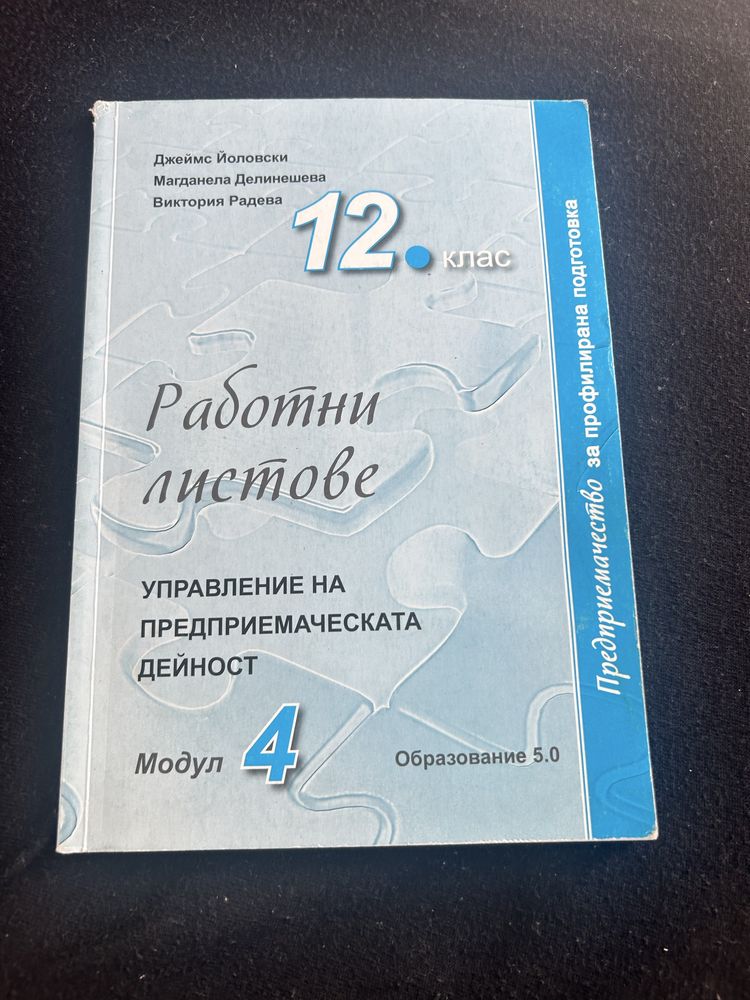 Джеймс Йоловски
Магданела Делинешева
Виктория Радева
12. клас
Работни
листове
УПРАВЛЕНИЕ НА
ПРЕДПРИЕМАЧЕСКАТА
ДЕЙНОСТ
Модул 4
Образование 5.0
Предприемачество за профилирана подготовка